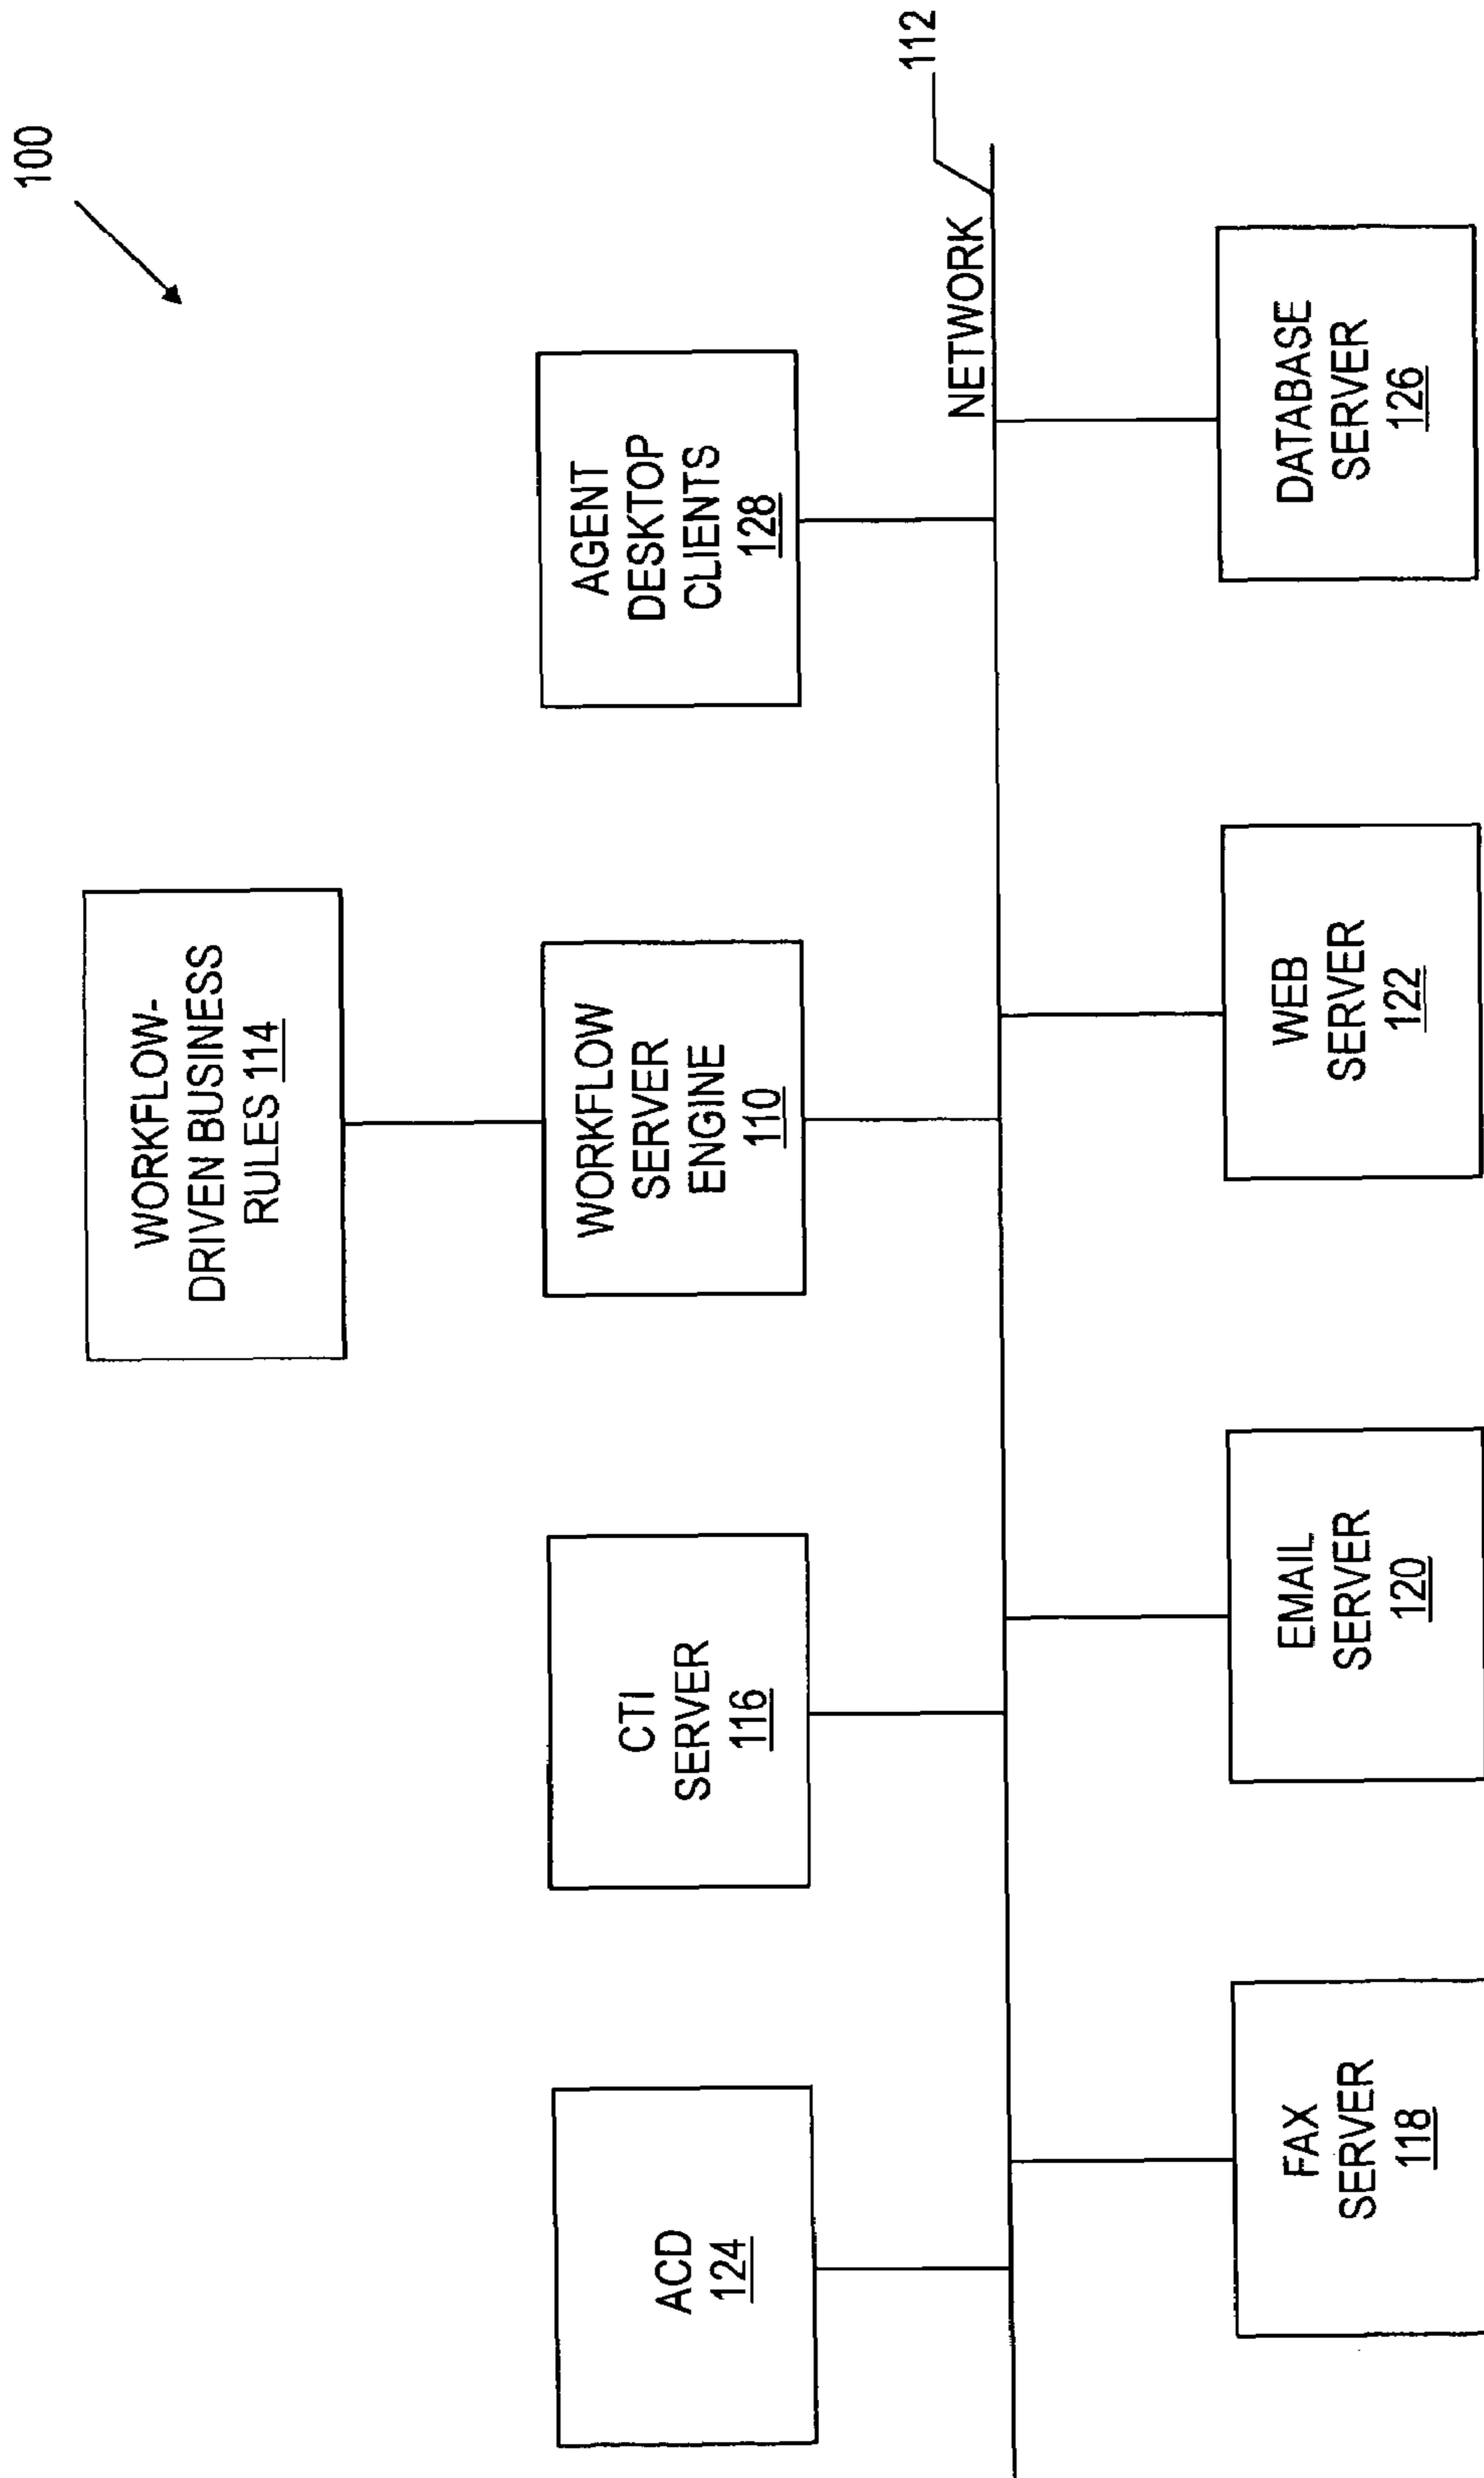 100
WORKFLOW-
DRIVEN BUSINESS
RULES 114
ACD
124
CTI
SERVER
116
WORKFLOW
SERVER
ENGINE
110
AGENT
DESKTOP
CLIENTS
128
NETWORK
112
FAX
SERVER
118
EMAIL
SERVER
120
WEB
SERVER
122
DATABASE
SERVER
126